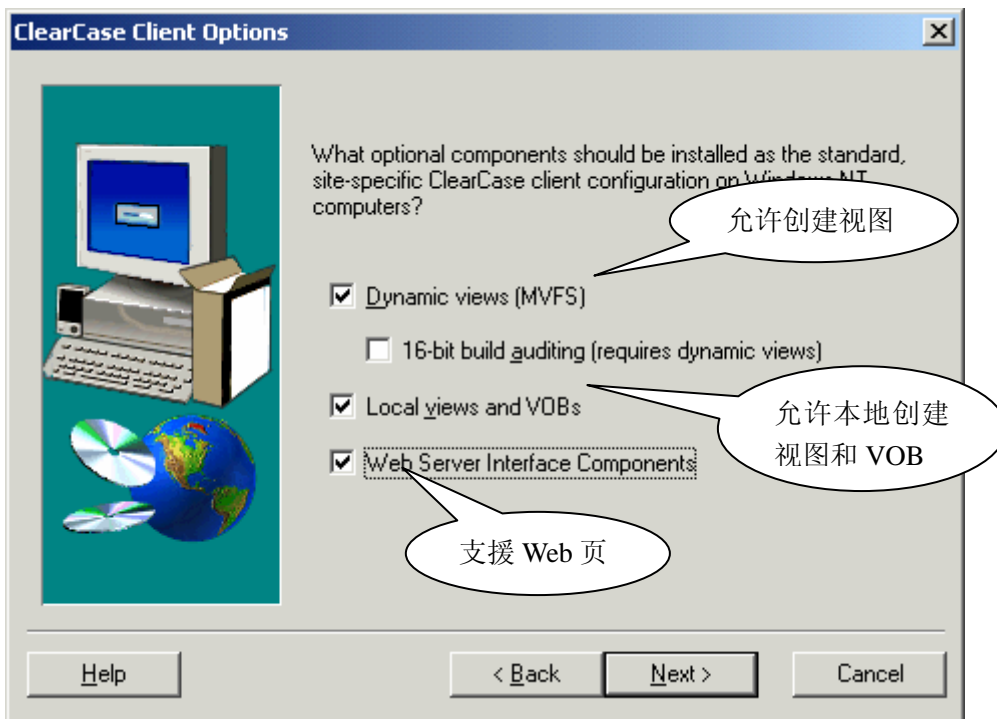 ClearCase Client Options
What optional components should be installed as the standard,
site-specific ClearCase client configuration on Windows NT
computers?
允许创建视图
Dynamic views (MVFS)
16-bit build auditing (requires dynamic views)
Local views and VOBs
允许本地创建
视图和 VOB
Web Server Interface Components
支援 Web 页
Help
< Back
Next >
Cancel